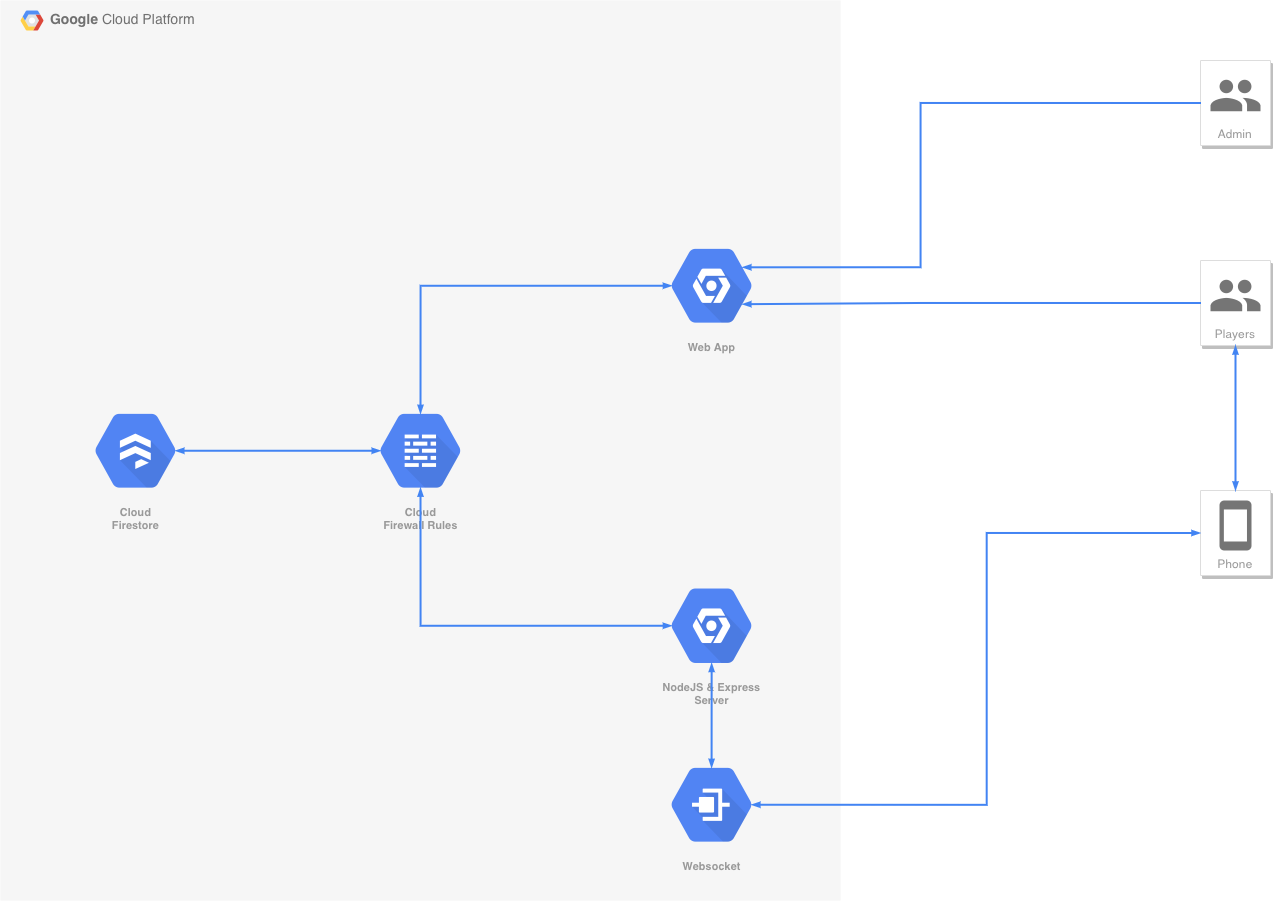 Google Cloud Platform
Admin
Players
Web App
Cloud
Firestore
Cloud
Firewall Rules
Phone
NodeJS & Express
Server
Websocket